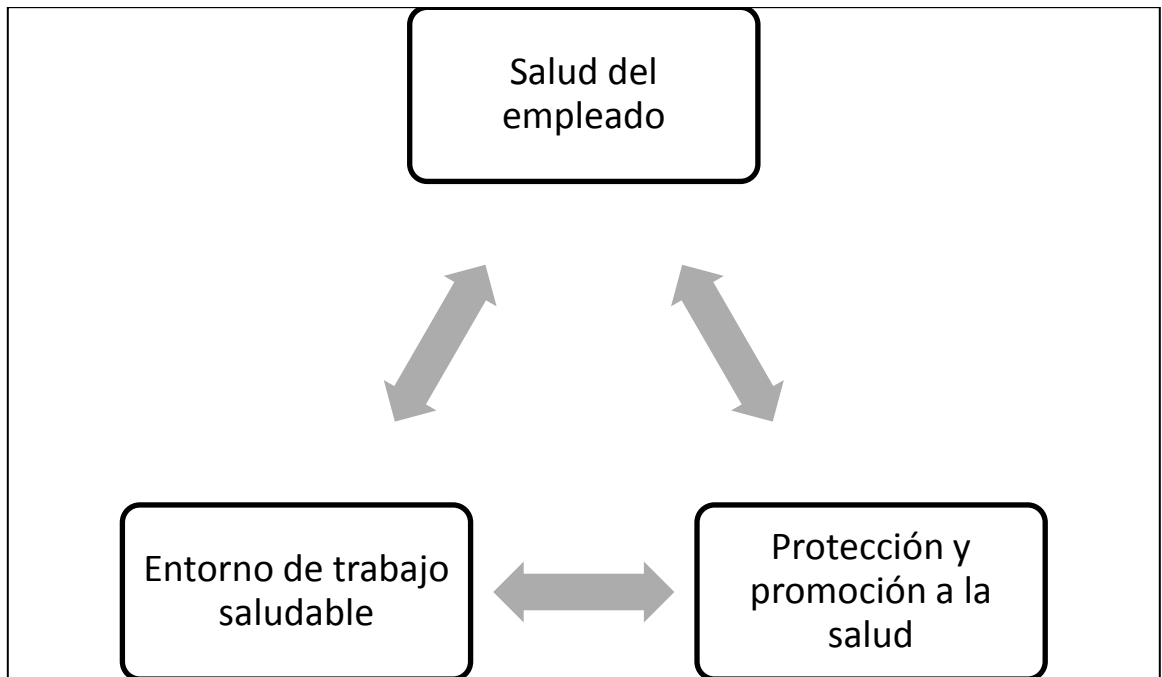 Salud del
empleado
Entorno de trabajo
saludable
Protección y
promoción a la
salud